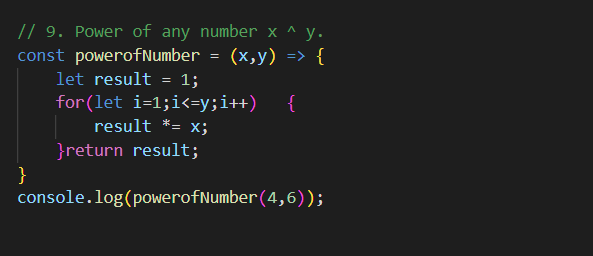 // 9. Power of any number x ^ y.
const powerofNumber = (x,y) => {
    let result = 1;
    for(let i=1;i<=y;i++)   {
        result *= x;
    }return result;
}
console.log(powerofNumber(4,6));